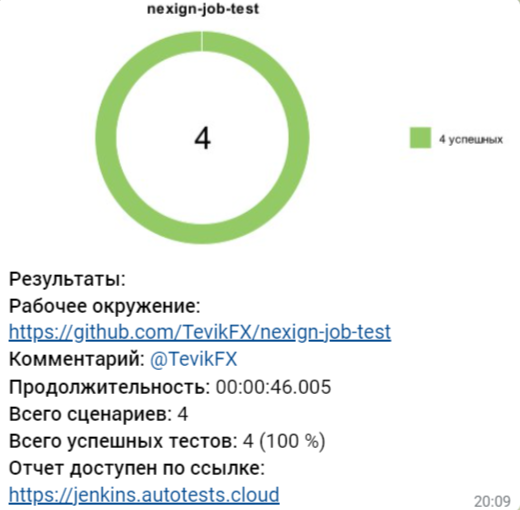 nexign-job-test
4
4 успешных
Результаты:
Рабочее окружение:
https://github.com/TevikFX/nexign-job-test
Комментарий: @TevikFX
Продолжительность: 00:00:46.005
Всего сценариев: 4
Всего успешных тестов: 4 (100 %)
Отчет доступен по ссылке:
https://jenkins.autotests.cloud
20:09